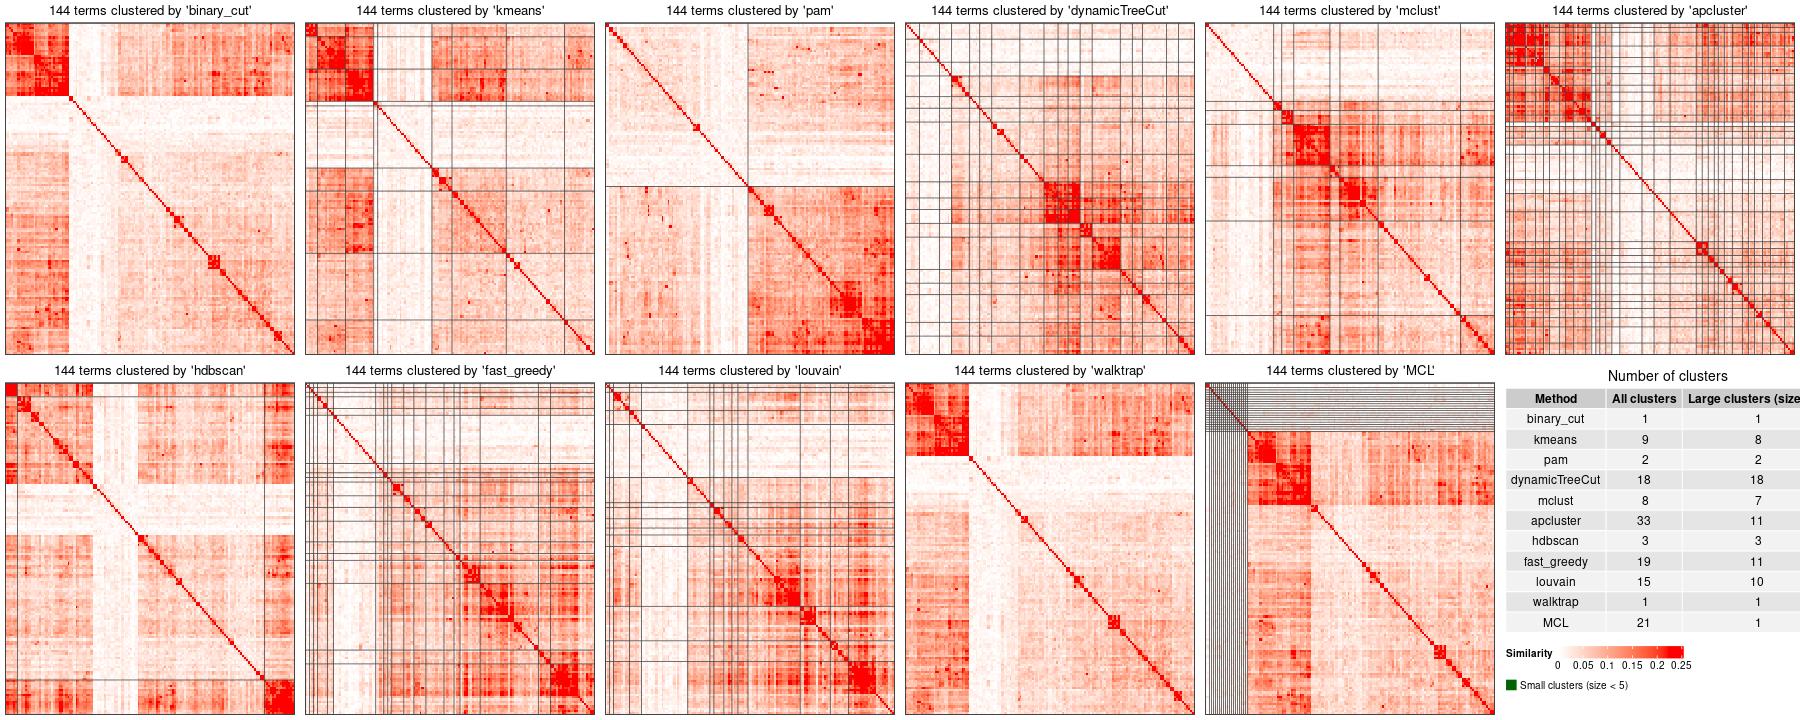 144 terms clustered by 'binary_cut'
144 terms clustered by 'kmeans'
144 terms clustered by 'pam'
144 terms clustered by 'dynamicTreeCut'
144 terms clustered by 'mclust'
144 terms clustered by 'apcluster'
144 terms clustered by 'hdbscan'
144 terms clustered by 'fast_greedy'
144 terms clustered by 'louvain'
144 terms clustered by 'walktrap'
144 terms clustered by 'MCL'
Number of clusters
Method All clusters Large clusters (size
binary_cut 1 1
kmeans 9 8
pam 2 2
dynamicTreeCut 18 18
mclust 8 7
apcluster 33 11
hdbscan 3 3
fast_greedy 19 11
louvain 15 10
walktrap 1 1
MCL 21 1
Similarity
0 0.05 0.1 0.15 0.2 0.25
Small clusters (size < 5)